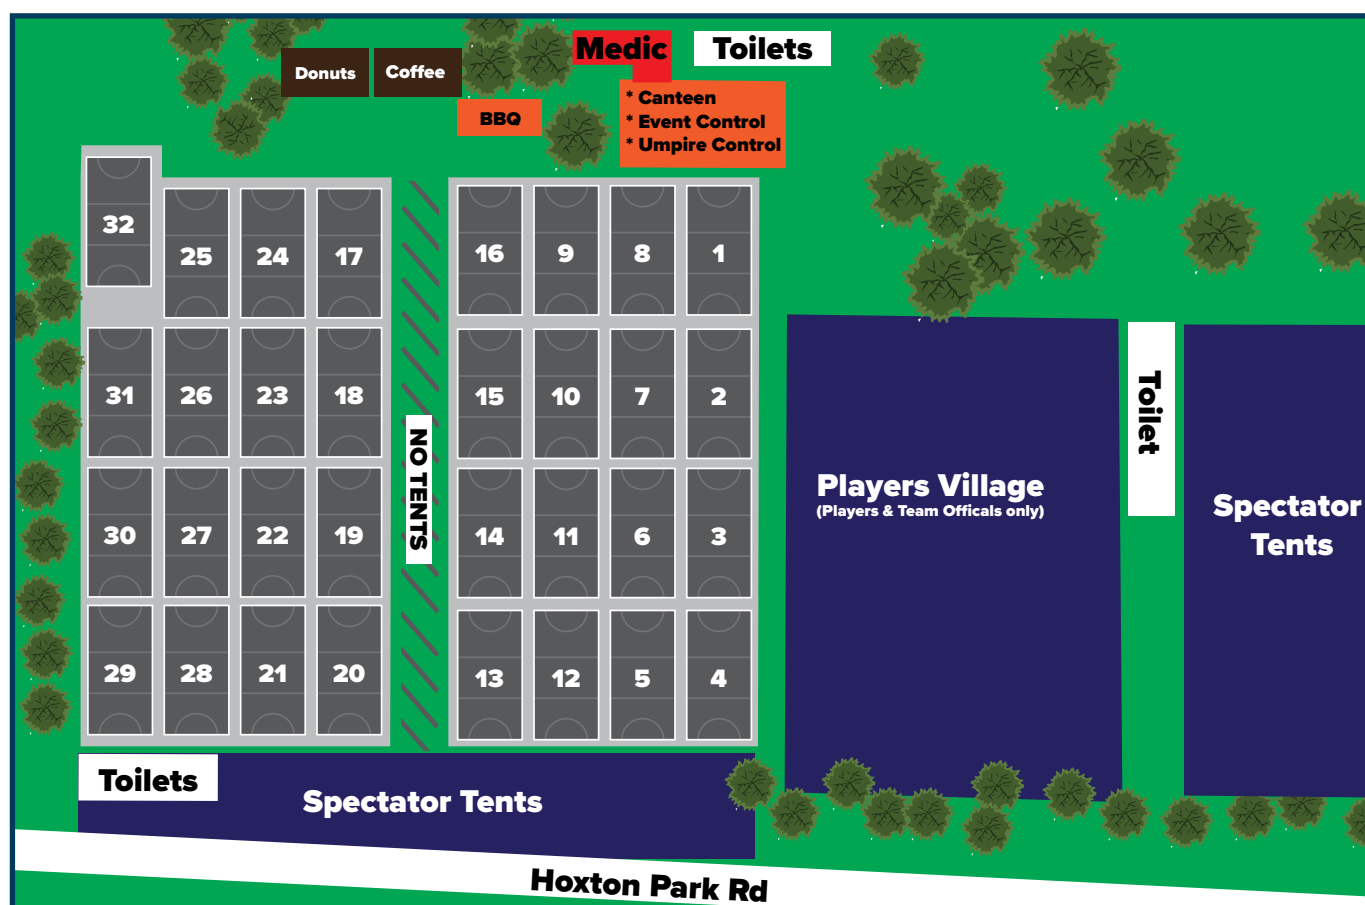 Medic
Toilets
Donuts
Coffee
BBQ
* Canteen
* Event Control
* Umpire Control
32
25
24
17
16
9
8
1
31
26
23
18
15
10
7
2
30
27
22
19
14
11
6
3
29
28
21
20
13
12
5
4
NO TENTS
Players Village
(Players & Team Officals only)
Toilet
Spectator
Tents
Toilets
Spectator Tents
Hoxton Park Rd